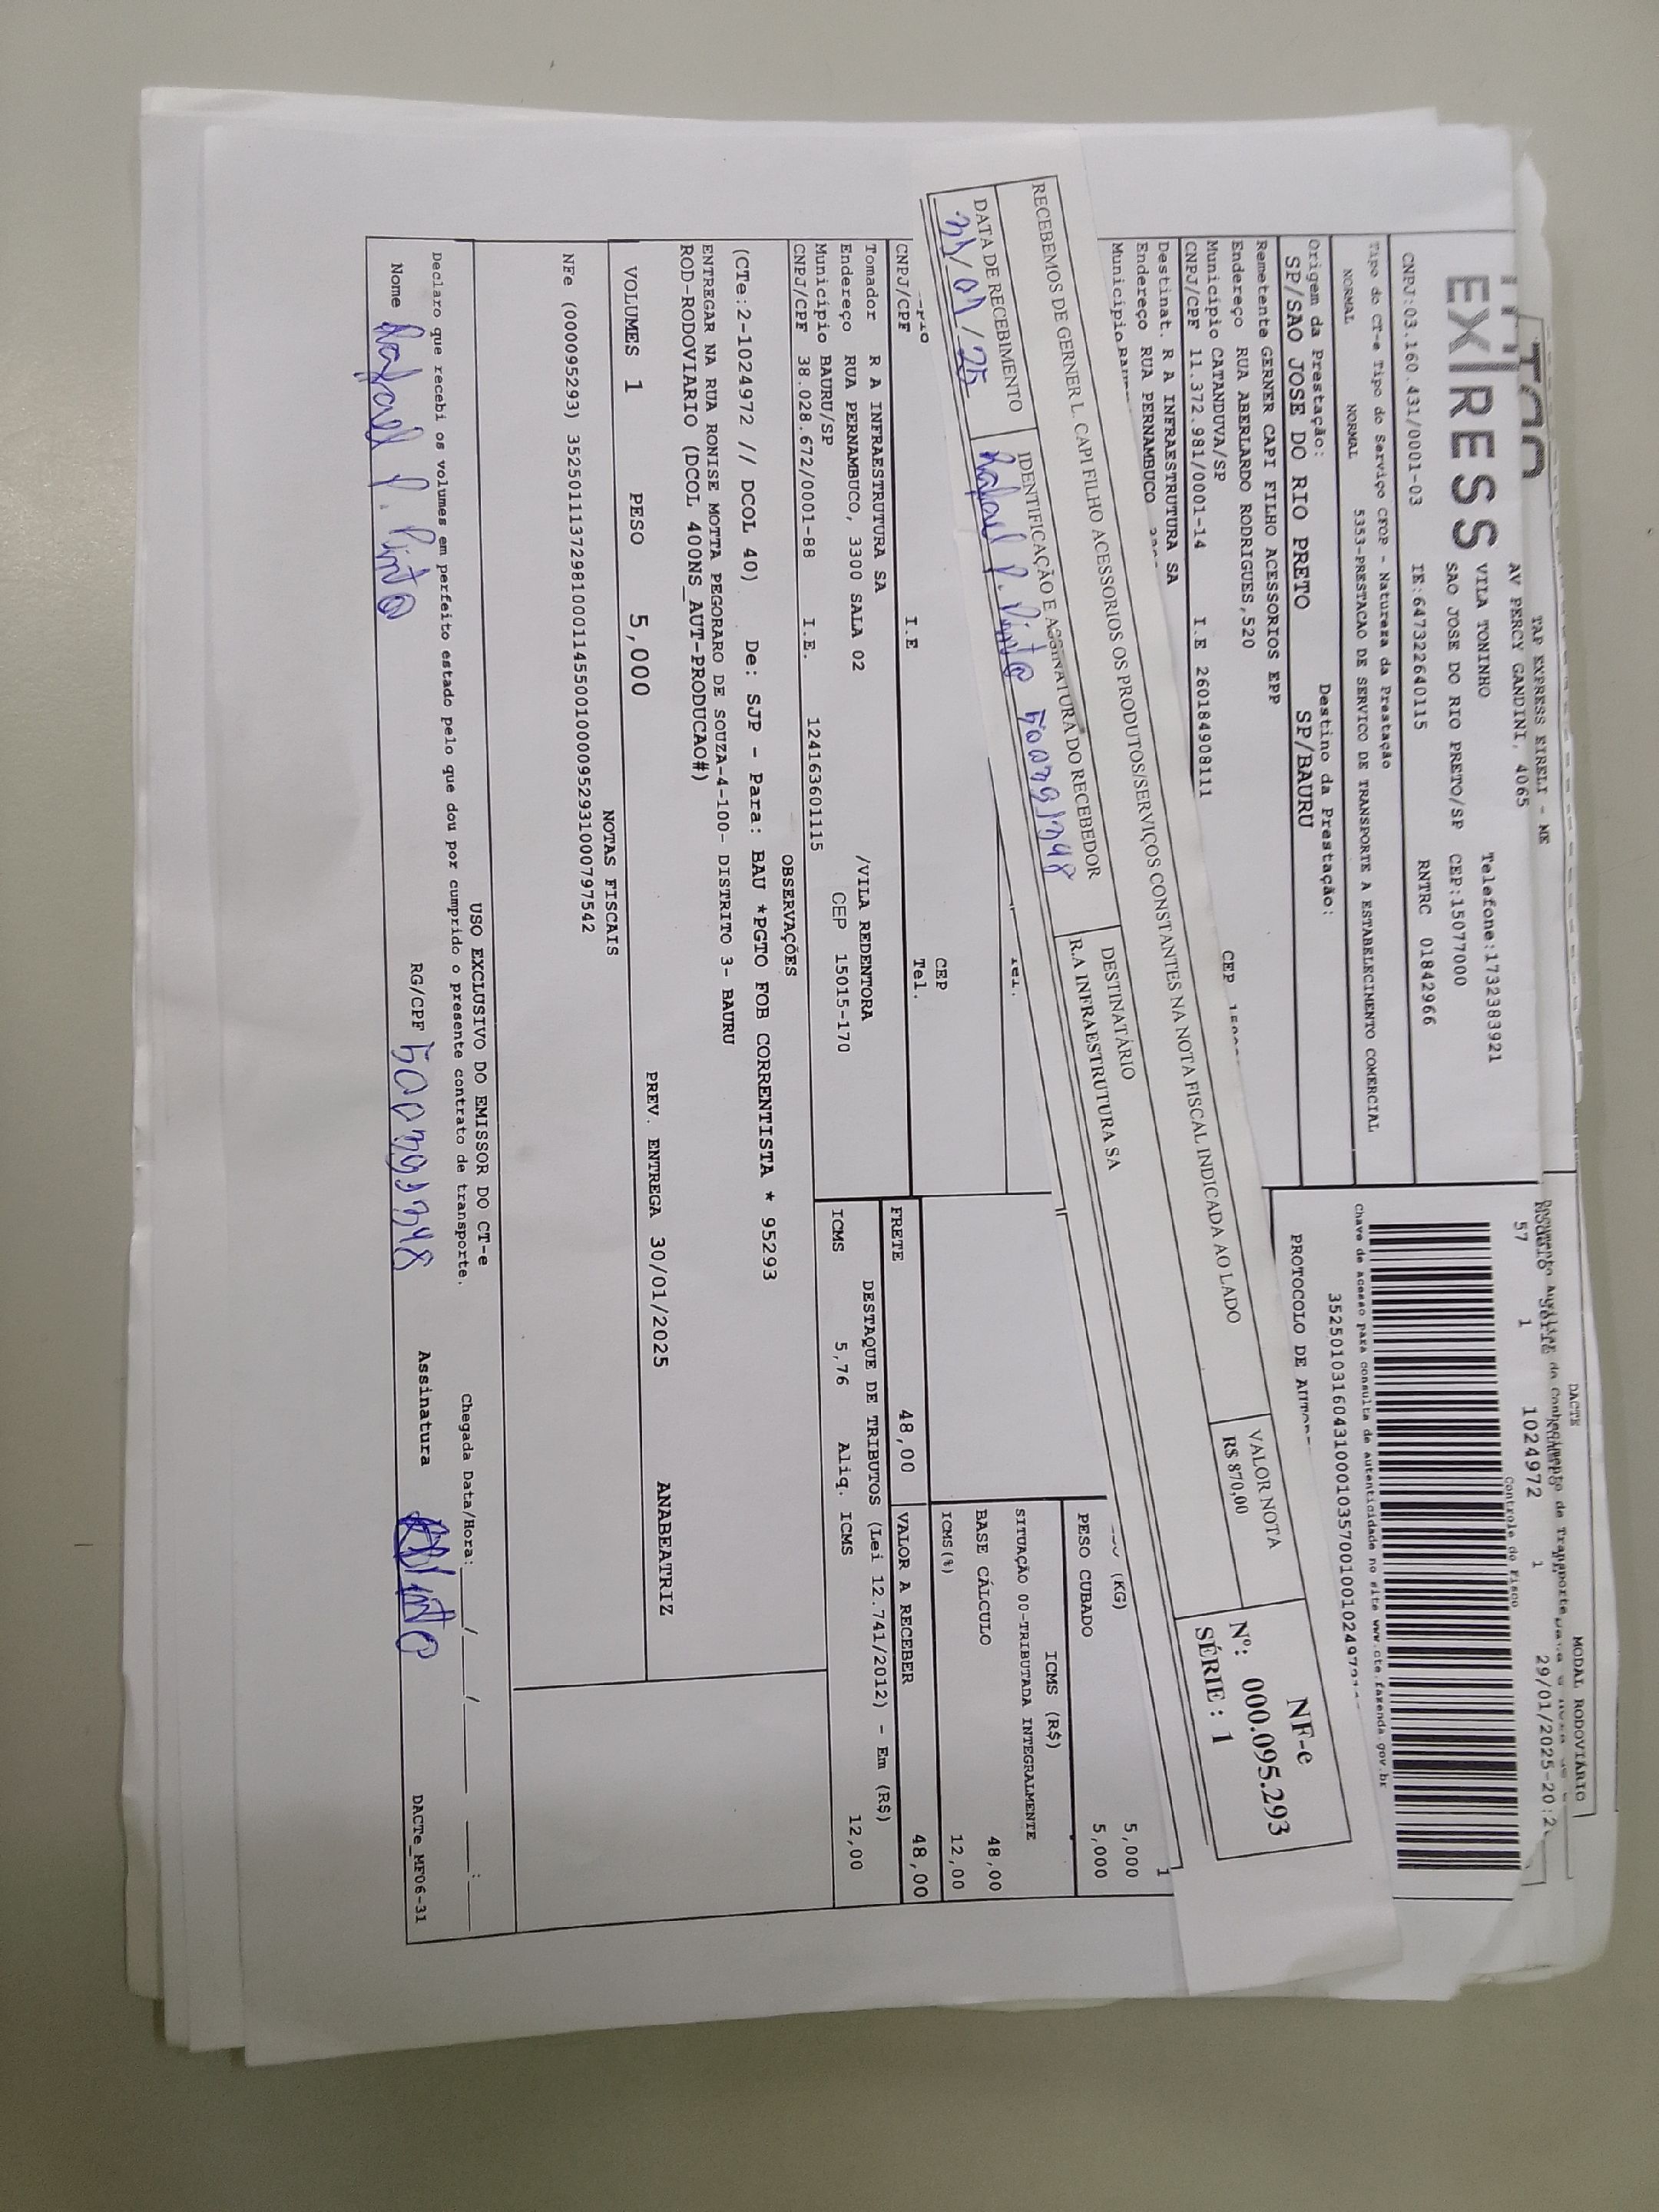 DACTE
MODAL RODOVIÁRIO
TAP EXPRESS EIRELI - ME
AV PERCY GANDINI, 4065
VILA TONINHO
Telefone:1732383921
SAO JOSE DO RIO PRETO/SP CEP:15077000
EXPRESS
CNPJ:03.160.431/0001-03 IE:647322640115 RNTRC 01842966
57 1 1024972 1 29/01/2025-20:2
Controle do Fisco
Tipo do CT-e Tipo do Serviço CFOP - Natureza da Prestação
NORMAL NORMAL 5353-PRESTACAO DE SERVICO DE TRANSPORTE A ESTABELECIMENTO COMERCIAL
Chave de acesso para consulta de autenticidade no site www.cte.fazenda.gov.br
PROTOCOLO DE
Origem da Prestação: Destino da Prestação:
SP/SAO JOSE DO RIO PRETO SP/BAURU
Remetente GERNER CAPI FILHO ACESSORIOS EPP
Endereço RUA ABERLARDO RODRIGUES,520
Município CATANDUVA/SP CEP
CNPJ/CPF 11.372.981/0001-14 I.E 260184908111
Destinat. R A INFRAESTRUTURA SA
Endereço RUA PERNAMBUCO
Município
RECEBEMOS DE GERNER L. CAPI FILHO ACESSORIOS OS PRODUTOS/SERVIÇOS CONSTANTES NA NOTA FISCAL INDICADA AO LADO
DATA DE RECEBIMENTO
IDENTIFICAÇÃO E ASSINATURA DO RECEBEDOR
Rafael P. Pinto
DESTINATÁRIO
R.A INFRAESTRUTURA SA
VALOR NOTA
R$ 870,00
NF-e
Nº: 000.095.293
SÉRIE : 1
(KG) 5,000
PESO CUBADO 5,000
ICMS (R$)
SITUAÇÃO 00-TRIBUTADA INTEGRALMENTE
BASE CÁLCULO 48,00
ICMS(%) 12,00
CEP
Tel.
CNPJ/CPF I.E
FRETE 48,00 VALOR A RECEBER 48,00
Tomador R A INFRAESTRUTURA SA
Endereço RUA PERNAMBUCO, 3300 SALA 02 /VILA REDENTORA
Município BAURU/SP CEP 15015-170
CNPJ/CPF 38.028.672/0001-88 I.E. 124163601115
DESTAQUE DE TRIBUTOS (Lei 12.741/2012) - Em (R$)
ICMS 5,76 Aliq. ICMS 12,00
OBSERVAÇÕES
(CTe:2-1024972 // DCOL 40) De: SJP - Para: BAU *PGTO FOB CORRENTISTA * 95293
ENTREGAR NA RUA RONISE MOTTA PEGORARO DE SOUZA-4-100- DISTRITO 3- BAURU
ROD-RODOVIARIO (DCOL 400NS_AUT-PRODUCAO#)
VOLUMES 1 PESO 5,000 PREV. ENTREGA 30/01/2025 ANABEATRIZ
NOTAS FISCAIS
NFe (000095293) 35250111372981000114550010000952931000797542
USO EXCLUSIVO DO EMISSOR DO CT-e
Declaro que recebi os volumes em perfeito estado pelo que dou por cumprido o presente contrato de transporte.
Chegada Data/Hora: ____/____/____ ____:____
Nome Rafael P. Pinto RG/CPF Assinatura
DACTe_MF06-31